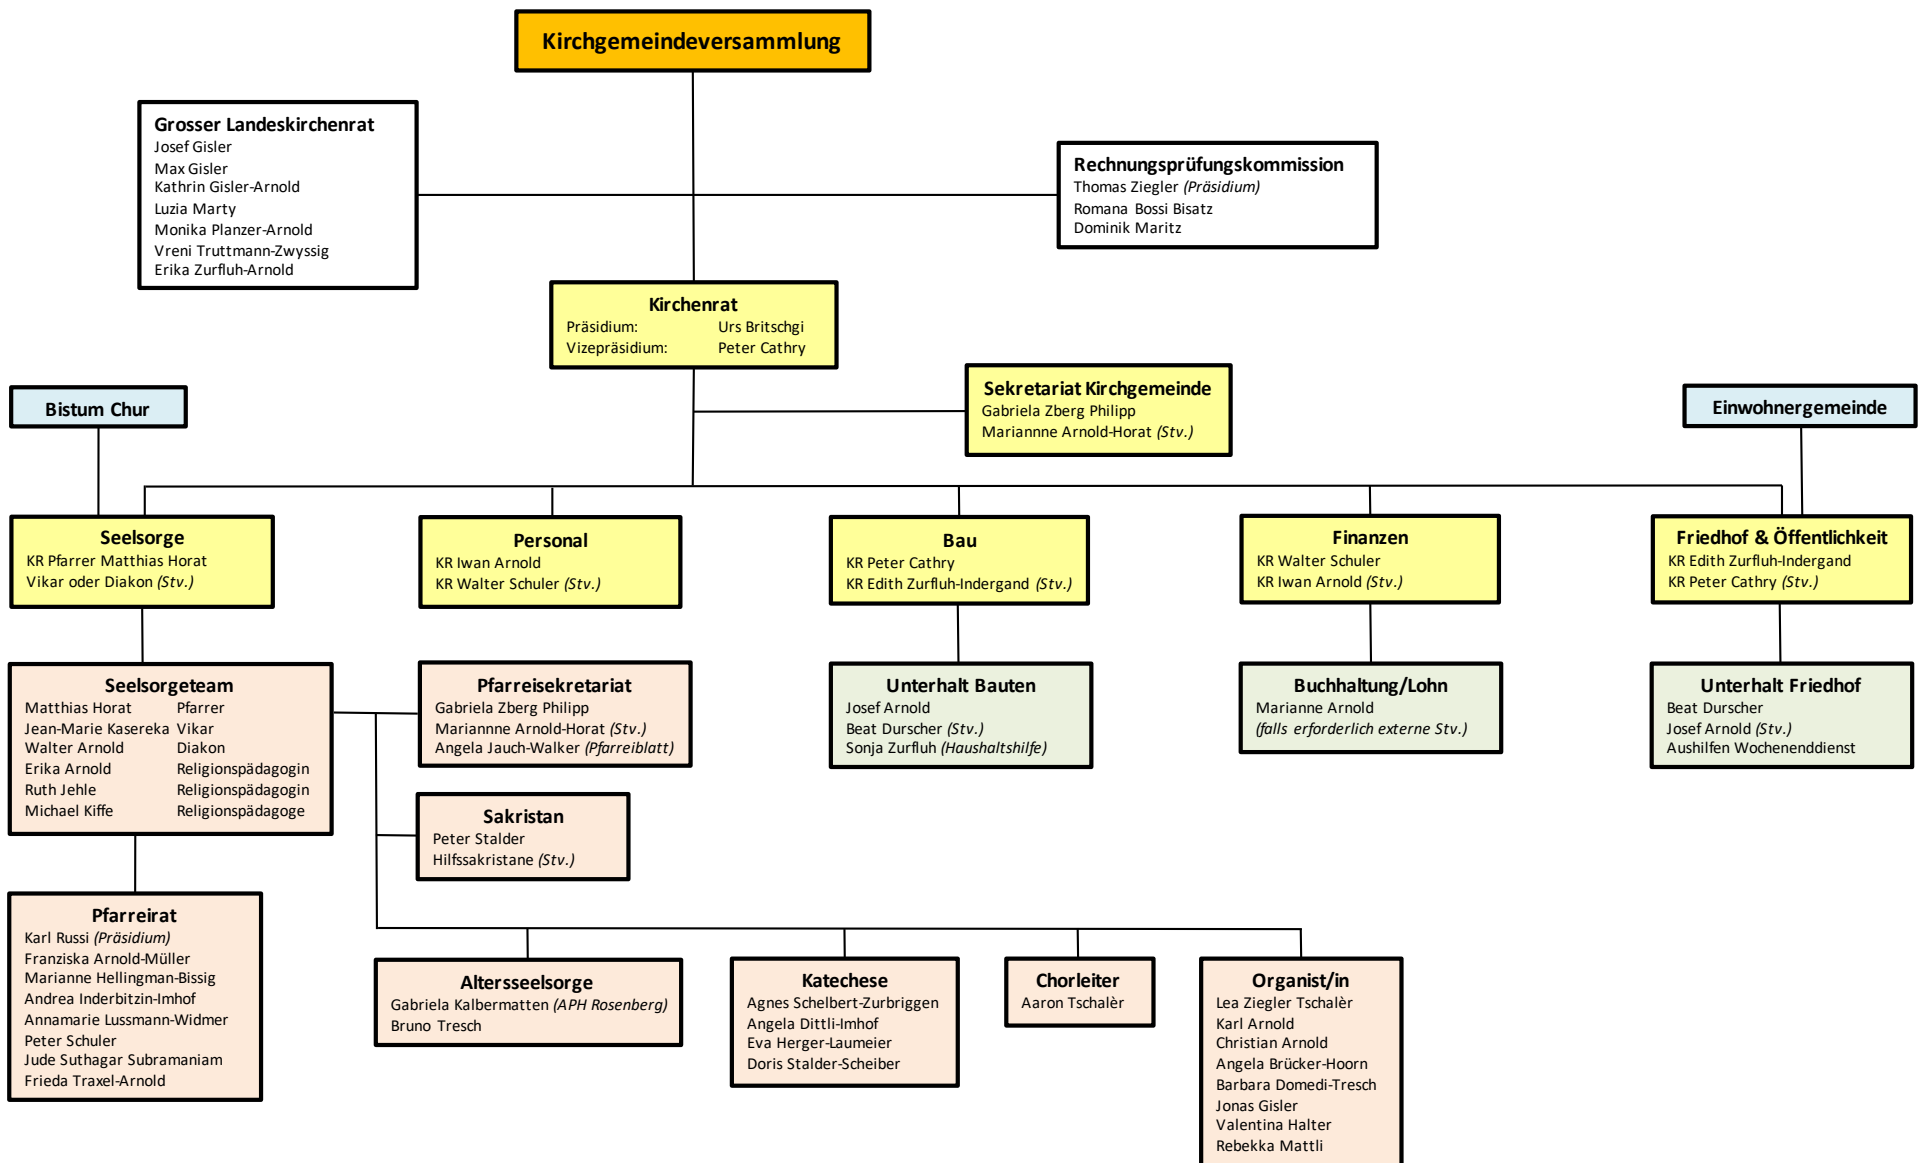 Kirchgemeindeversammlung
Grosser Landeskirchenrat
Josef Gisler
Max Gisler
Kathrin Gisler-Arnold
Luzia Marty
Monika Planzer-Arnold
Vreni Truttmann-Zwyssig
Erika Zurfluh-Arnold
Rechnungsprüfungskommission
Thomas Ziegler (Präsidium)
Romana Bossi Bisatz
Dominik Maritz
Kirchenrat
Präsidium: Urs Britschgi
Vizepräsidium: Peter Cathry
Sekretariat Kirchgemeinde
Gabriela Zberg Philipp
Mariannne Arnold-Horat (Stv.)
Bistum Chur
Einwohnergemeinde
Seelsorge
KR Pfarrer Matthias Horat
Vikar oder Diakon (Stv.)
Personal
KR Iwan Arnold
KR Walter Schuler (Stv.)
Bau
KR Peter Cathry
KR Edith Zurfluh-Indergand (Stv.)
Finanzen
KR Walter Schuler
KR Iwan Arnold (Stv.)
Friedhof & Öffentlichkeit
KR Edith Zurfluh-Indergand
KR Peter Cathry (Stv.)
Seelsorgeteam
Matthias Horat Pfarrer
Jean-Marie Kasereka Vikar
Walter Arnold Diakon
Erika Arnold Religionspädagogin
Ruth Jehle Religionspädagogin
Michael Kiffe Religionspädagoge
Pfarreisekretariat
Gabriela Zberg Philipp
Mariannne Arnold-Horat (Stv.)
Angela Jauch-Walker (Pfarreiblatt)
Unterhalt Bauten
Josef Arnold
Beat Durscher (Stv.)
Sonja Zurfluh (Haushaltshilfe)
Buchhaltung/Lohn
Marianne Arnold
(falls erforderlich externe Stv.)
Unterhalt Friedhof
Beat Durscher
Josef Arnold (Stv.)
Aushilfen Wochenenddienst
Sakristan
Peter Stalder
Hilfssakristane (Stv.)
Pfarreirat
Karl Russi (Präsidium)
Franziska Arnold-Müller
Marianne Hellingman-Bissig
Andrea Inderbitzin-Imhof
Annamarie Lussmann-Widmer
Peter Schuler
Jude Suthagar Subramaniam
Frieda Traxel-Arnold
Altersseelsorge
Gabriela Kalbermatten (APH Rosenberg)
Bruno Tresch
Katechese
Agnes Schelbert-Zurbriggen
Angela Dittli-Imhof
Eva Herger-Laumeier
Doris Stalder-Scheiber
Chorleiter
Aaron Tschalèr
Organist/in
Lea Ziegler Tschalèr
Karl Arnold
Christian Arnold
Angela Brücker-Hoorn
Barbara Domedi-Tresch
Jonas Gisler
Valentina Halter
Rebekka Mattli